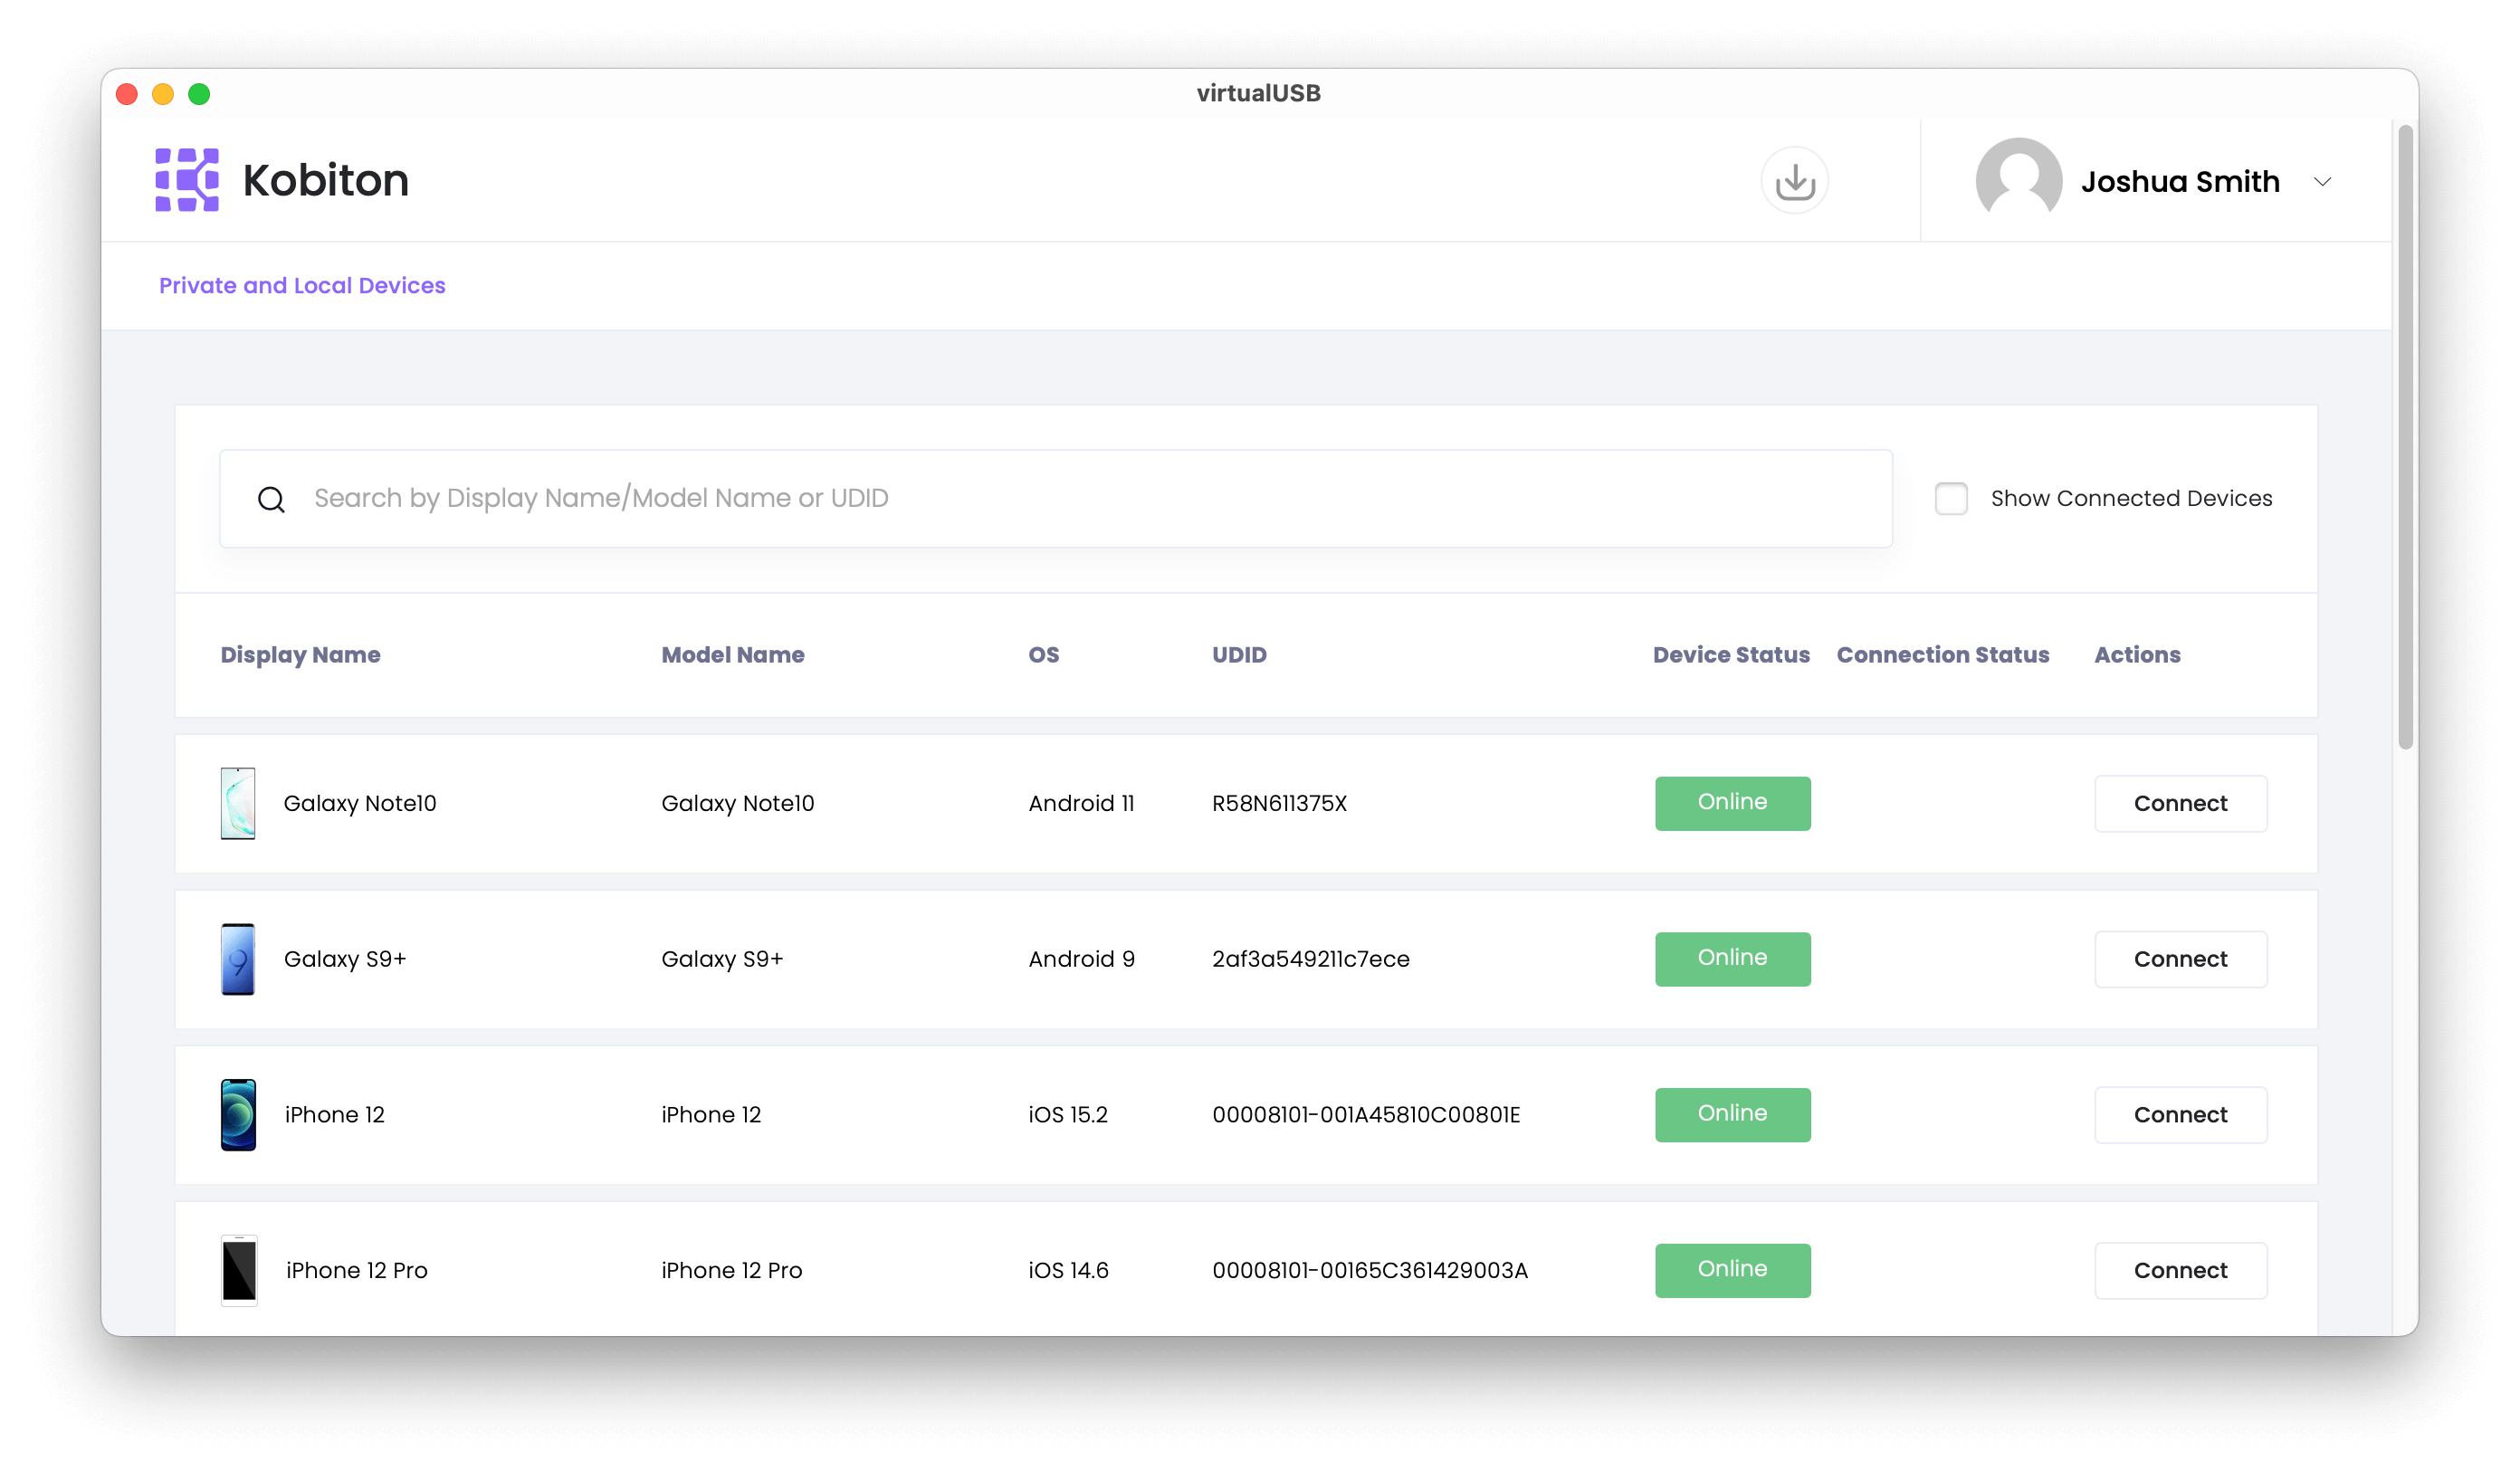 virtualUSB
Kobiton
Joshua Smith
Private and Local Devices
Search by Display Name/Model Name or UDID
Show Connected Devices
Display Name Model Name OS UDID Device Status Connection Status Actions
Galaxy Note10 Galaxy Note10 Android 11 R58N611375X Online Connect
9
Galaxy S9+ Galaxy S9+ Android 9 2af3a549211c7ece Online Connect
iPhone 12 iPhone 12 iOS 15.2 00008101-001A45810C00801E Online Connect
iPhone 12 Pro iPhone 12 Pro iOS 14.6 00008101-00165C361429003A Online Connect